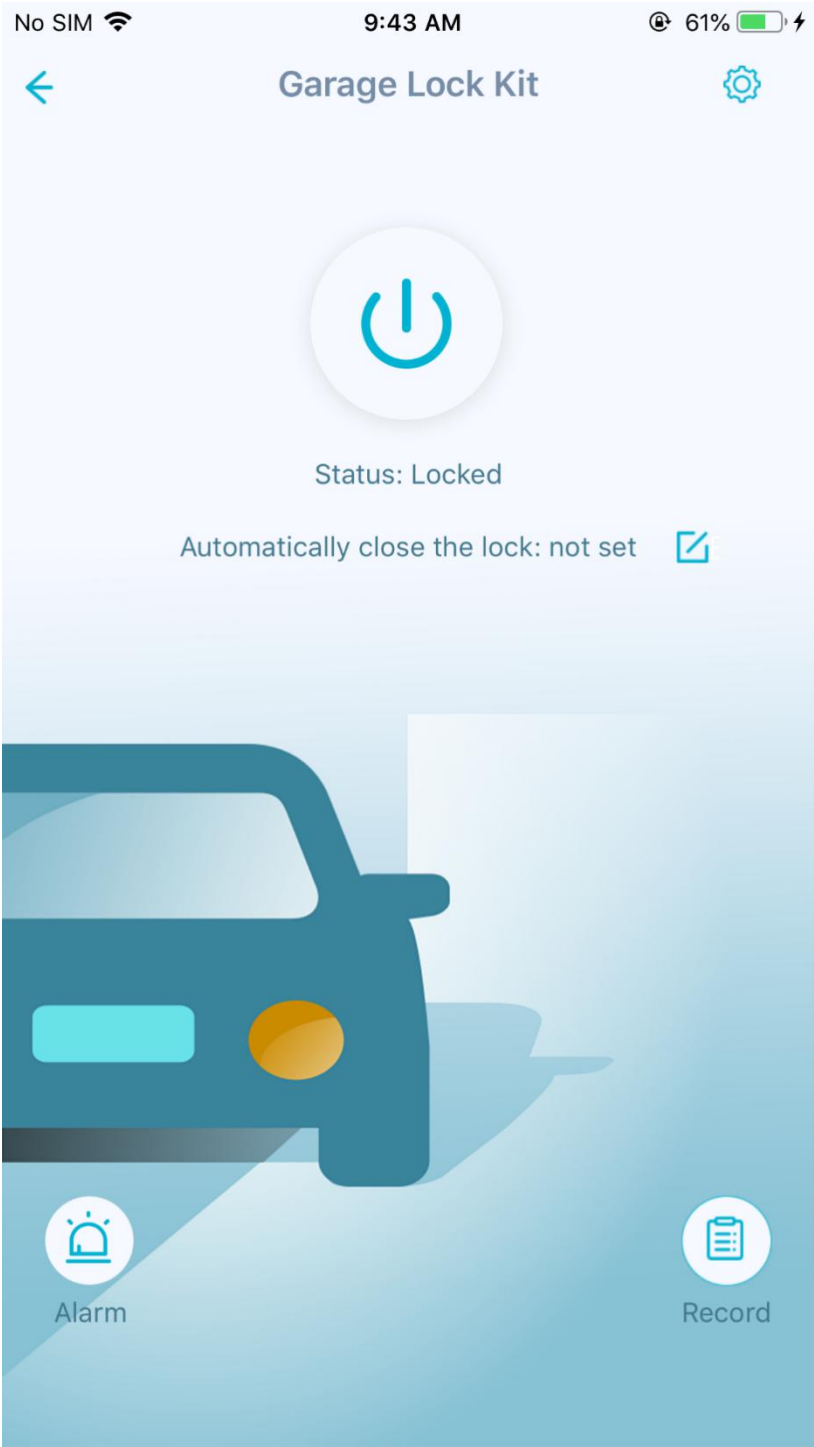 No SIM 9:43 AM 61%
Garage Lock Kit
Status: Locked
Automatically close the lock: not set
Alarm Record